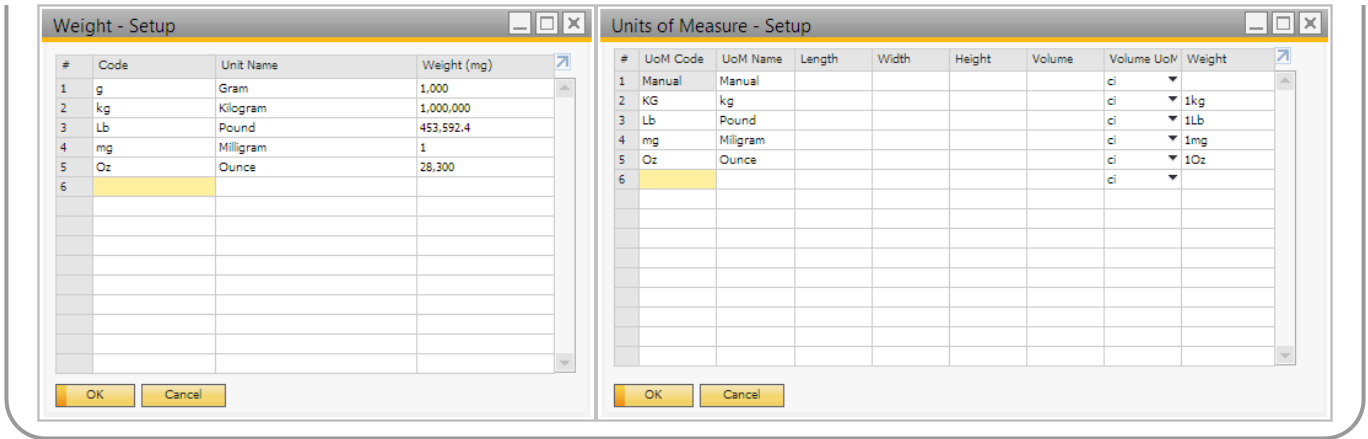 Weight - Setup
# Code Unit Name Weight (mg)
1 g Gram 1,000
2 kg Kilogram 1,000,000
3 Lb Pound 453,592.4
4 mg Milligram 1
5 Oz Ounce 28,300
6
OK Cancel
Units of Measure - Setup
# UoM Code UoM Name Length Width Height Volume Volume UoM Weight
1 Manual Manual ci
2 KG kg ci 1kg
3 Lb Pound ci 1Lb
4 mg Miligram ci 1mg
5 Oz Ounce ci 1Oz
6 ci
OK Cancel